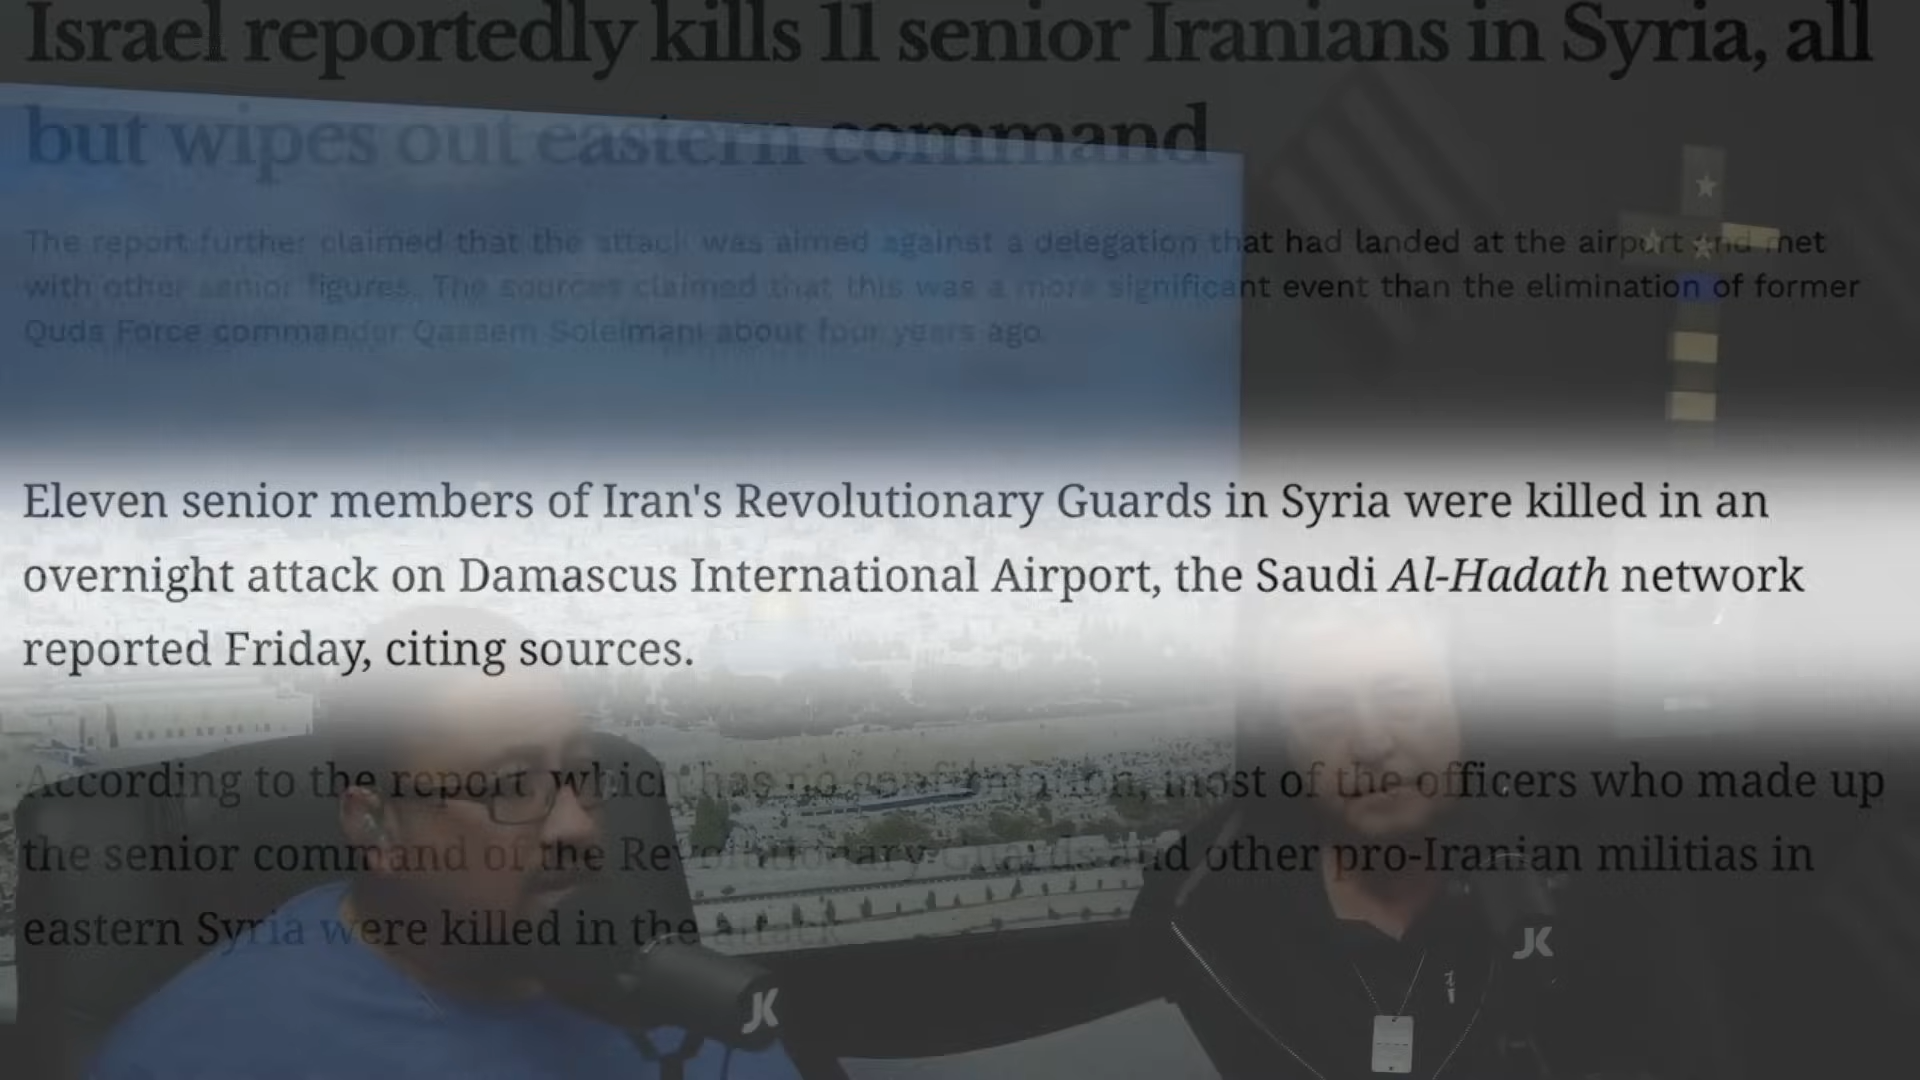 Israel reportedly kills 11 senior Iranians in Syria, all
but wipes out eastern command
The report further claimed that the attack was aimed against a delegation that had landed at the airport and met
with other senior figures. The sources claimed that this was a more significant event than the elimination of former
Quds Force commander Qassem Soleimani about four years ago.
Eleven senior members of Iran's Revolutionary Guards in Syria were killed in an
overnight attack on Damascus International Airport, the Saudi Al-Hadath network
reported Friday, citing sources.
According to the report, which has no confirmation, most of the officers who made up
the senior command of the Revolutionary Guards and other pro-Iranian militias in
eastern Syria were killed in the attack.
JK
JK